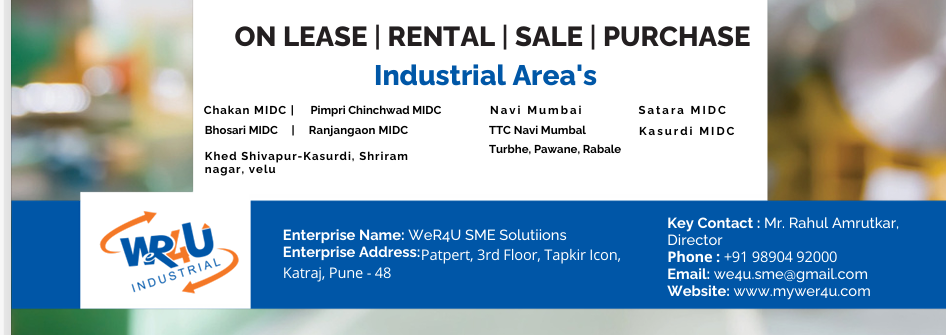 ON LEASE | RENTAL | SALE | PURCHASE
Industrial Area's
Chakan MIDC | Pimpri Chinchwad MIDC
Bhosari MIDC | Ranjangaon MIDC
Khed Shivapur-Kasurdi, Shriram
nagar, velu
Navi Mumbai
TTC Navi Mumbal
Turbhe, Pawane, Rabale
Satara MIDC
Kasurdi MIDC
WeR4U
INDUSTRIAL
Enterprise Name: WeR4U SME Solutiions
Enterprise Address:Patpert, 3rd Floor, Tapkir Icon,
Katraj, Pune - 48
Key Contact : Mr. Rahul Amrutkar,
Director
Phone : +91 98904 92000
Email: we4u.sme@gmail.com
Website: www.mywer4u.com